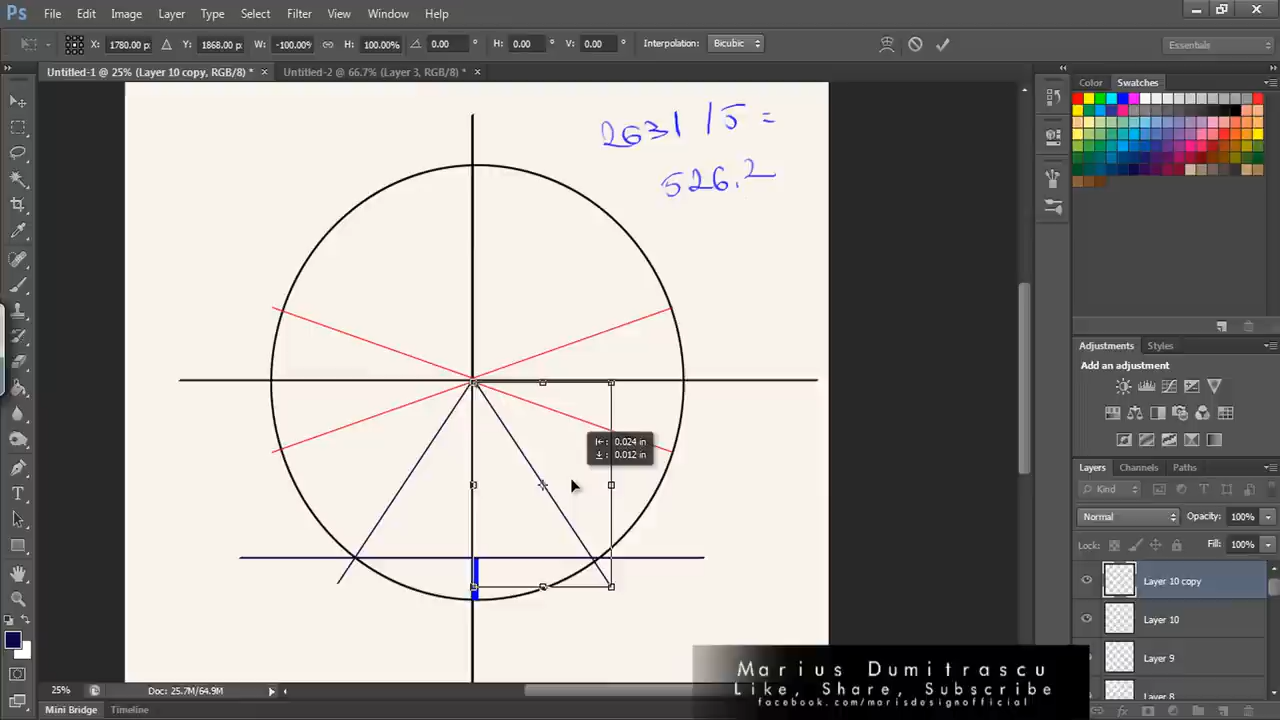 Ps File Edit Image Layer Type Select Filter View Window Help
X: 1780.00 p: Y: 1868.00 p: W: -100.00% H: 100.00% 0.00 ° H: 0.00 ° V: 0.00 ° Interpolation: Bicubic Essentials
Untitled-1 @ 25% (Layer 10 copy, RGB/8) * × Untitled-2 @ 66.7% (Layer 3, RGB/8) * ×
Color Swatches
2631 / 5 =
526.2
Adjustments Styles
Add an adjustment
0.024 in
0.012 in
Layers Channels Paths
Kind
Normal Opacity: 100%
Lock: Fill: 100%
Layer 10 copy
Layer 10
Layer 9
Layer 8
Marius Dumitrascu
Like, Share, Subscribe
facebook.com/marisdesignofficial
25% Doc: 25.7M/64.9M
Mini Bridge Timeline